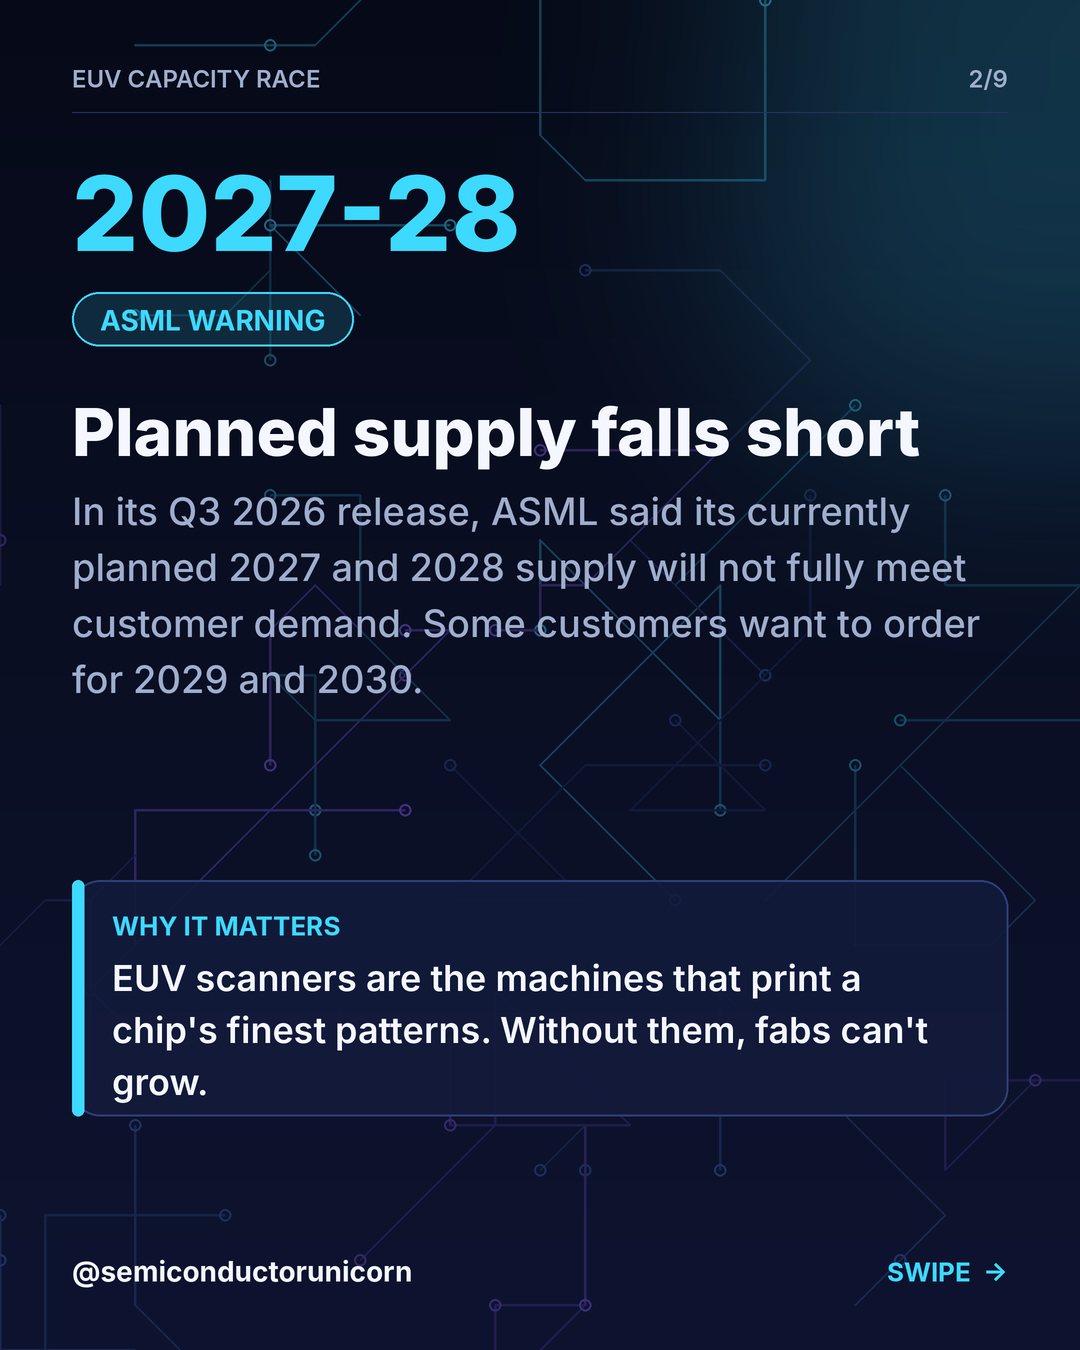 EUV CAPACITY RACE
2/9
2027-28
ASML WARNING
Planned supply falls short
In its Q3 2026 release, ASML said its currently
planned 2027 and 2028 supply will not fully meet
customer demand. Some customers want to order
for 2029 and 2030.
WHY IT MATTERS
EUV scanners are the machines that print a
chip's finest patterns. Without them, fabs can't
grow.
@semiconductorunicorn
SWIPE →